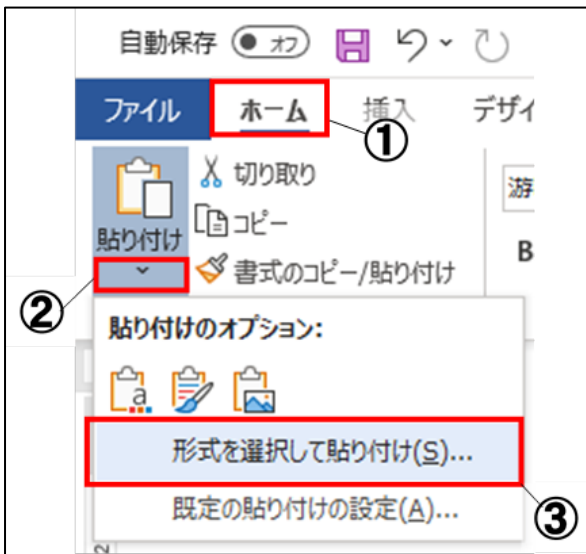 自動保存 オフ
ファイル ホーム 挿入 デザイ
①
切り取り
コピー
貼り付け
書式のコピー/貼り付け
游
B
②
貼り付けのオプション:
a
形式を選択して貼り付け(S)...
既定の貼り付けの設定(A)...
③
2